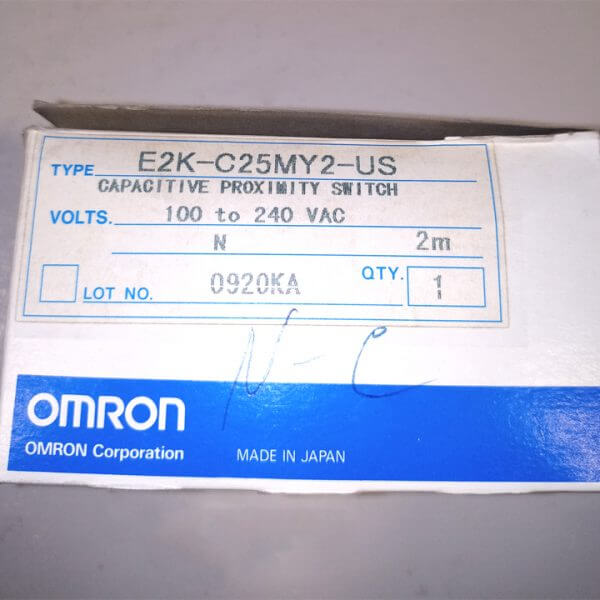 TYPE E2K-C25MY2-US
CAPACITIVE PROXIMITY SWITCH
VOLTS. 100 to 240 VAC
N 2m
LOT NO. 0920KA QTY. 1
N-C
OMRON
OMRON Corporation MADE IN JAPAN